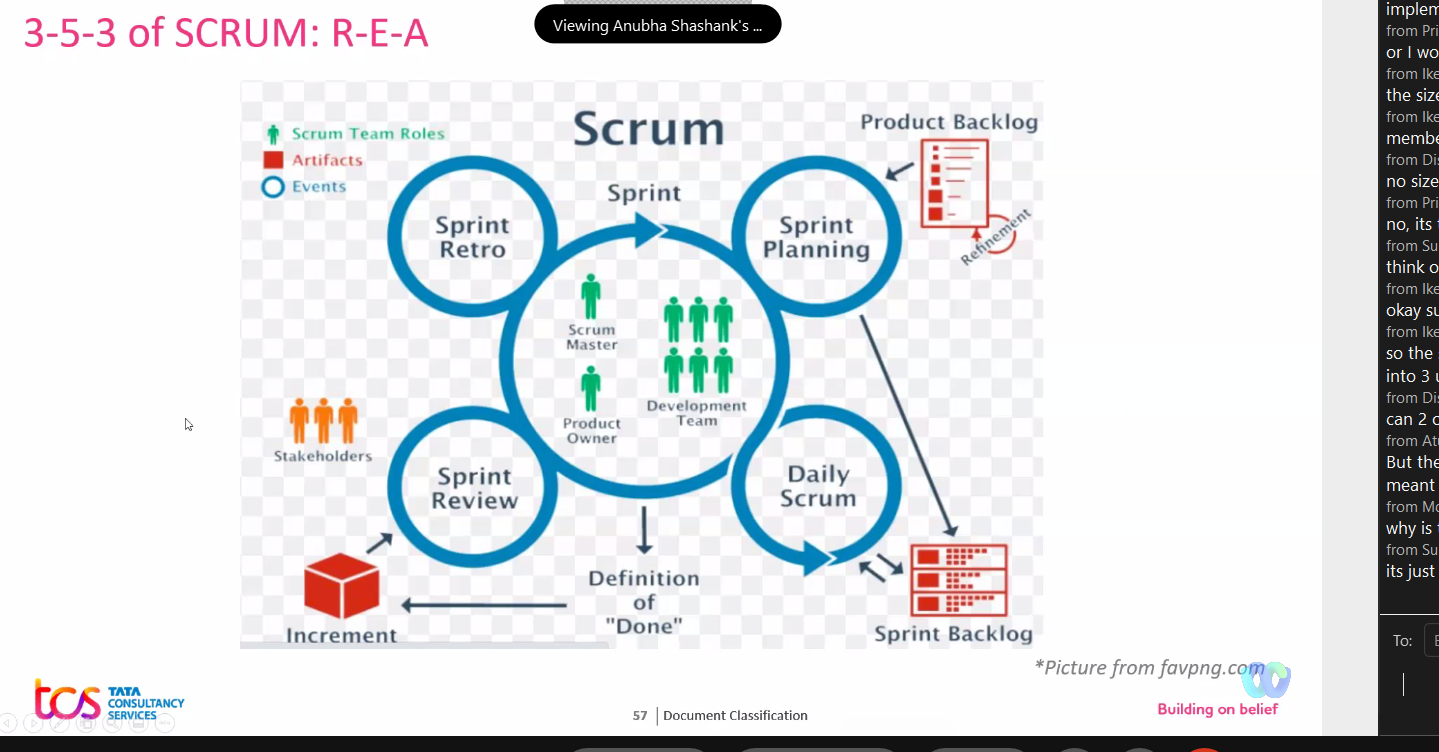 3-5-3 of SCRUM: R-E-A
Viewing Anubha Shashank's ...
Scrum Team Roles
Artifacts
Events
Scrum
Sprint
Product Backlog
Refinement
Sprint
Retro
Sprint
Planning
Scrum
Master
Product
Owner
Development
Team
Stakeholders
Sprint
Review
Daily
Scrum
Increment
Definition
of
"Done"
Sprint Backlog
*Picture from favpng.com
tcs TATA
CONSULTANCY
SERVICES
57 Document Classification
Building on belief
implem
from Pri
or I wo
from Ike
the size
from Ike
membe
from Dis
no size
from Pri
no, its
from Su
think o
from Ike
okay su
from Ike
so the
into 3
from Dis
can 2
from Atu
But the
meant
from Mo
why is
from Su
its just
To: